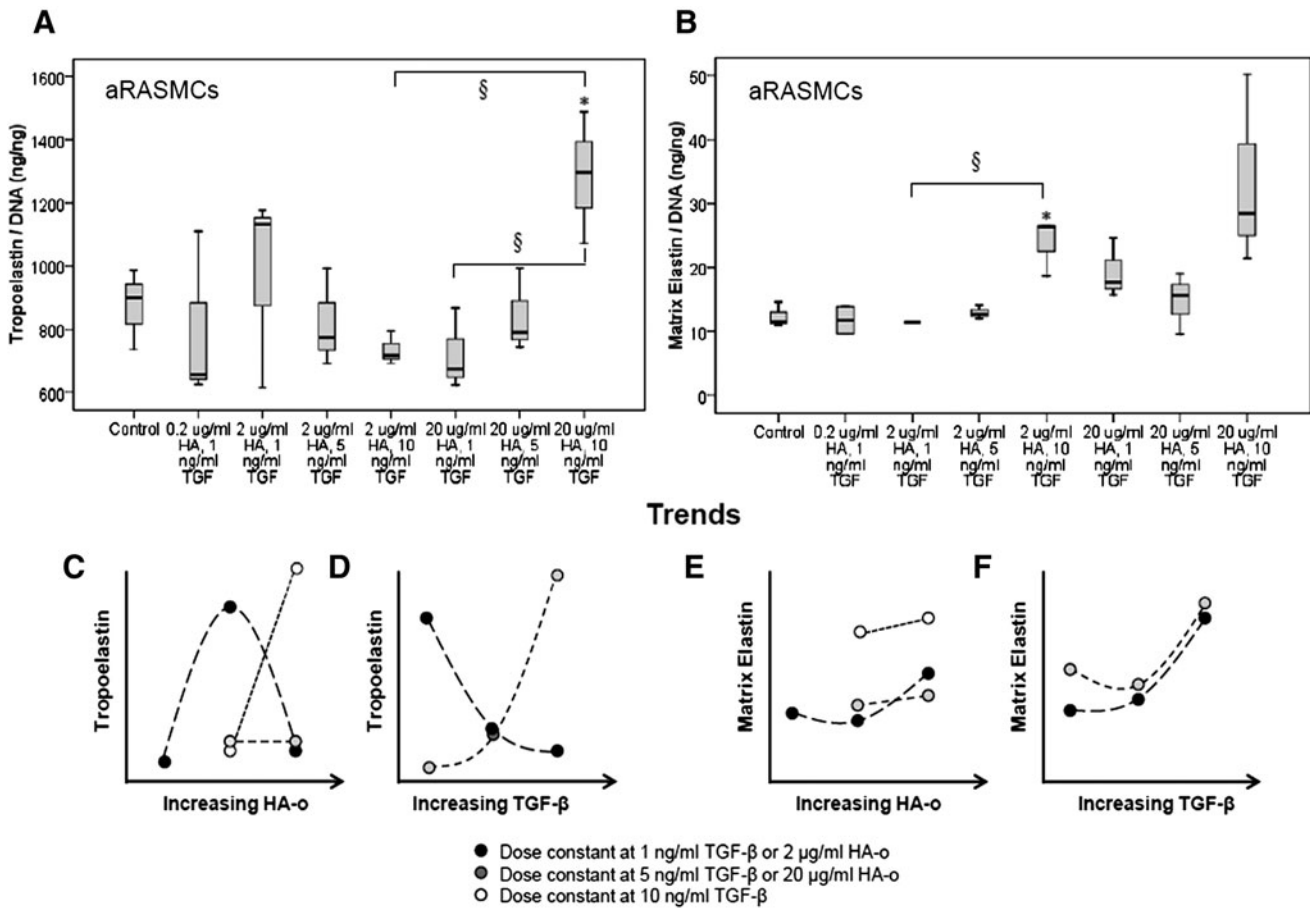 A
aRASMCs
Tropoelastin / DNA (ng/ng)
1600
1400
1200
1000
800
600
§
*
§
Control
0.2 ug/ml
HA, 1
ng/ml
TGF
2 ug/ml
HA, 1
ng/ml
TGF
2 ug/ml
HA, 5
ng/ml
TGF
2 ug/ml
HA, 10
ng/ml
TGF
20 ug/ml
HA, 1
ng/ml
TGF
20 ug/ml
HA, 5
ng/ml
TGF
20 ug/ml
HA, 10
ng/ml
TGF
B
aRASMCs
Matrix Elastin / DNA (ng/ng)
50
40
30
20
10
0
§
*
Control
0.2 ug/ml
HA, 1
ng/ml
TGF
2 ug/ml
HA, 1
ng/ml
TGF
2 ug/ml
HA, 5
ng/ml
TGF
2 ug/ml
HA, 10
ng/ml
TGF
20 ug/ml
HA, 1
ng/ml
TGF
20 ug/ml
HA, 5
ng/ml
TGF
20 ug/ml
HA, 10
ng/ml
TGF
Trends
C
Tropoelastin
Increasing HA-o
D
Tropoelastin
Increasing TGF-β
E
Matrix Elastin
Increasing HA-o
F
Matrix Elastin
Increasing TGF-β
Dose constant at 1 ng/ml TGF-β or 2 µg/ml HA-o
Dose constant at 5 ng/ml TGF-β or 20 µg/ml HA-o
Dose constant at 10 ng/ml TGF-β